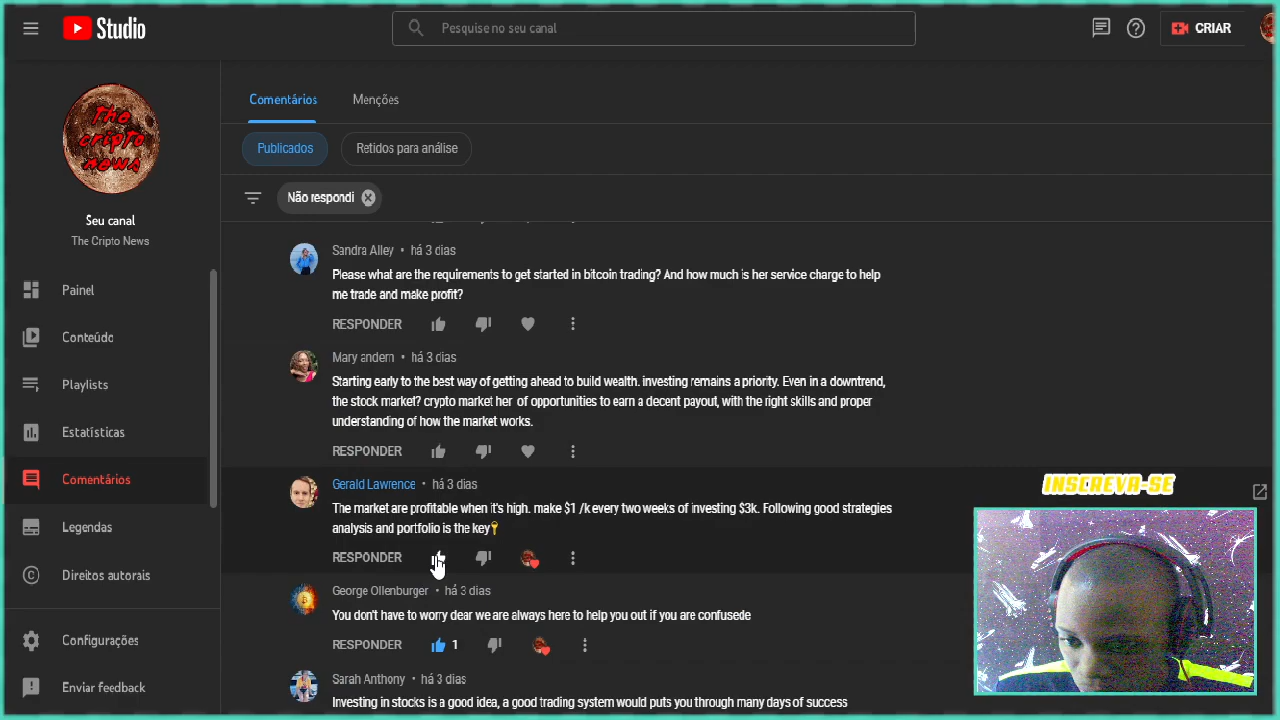 Studio
Pesquise no seu canal
CRIAR
The
cripto
news
Seu canal
The Cripto News
Painel
Conteúdo
Playlists
Estatísticas
Comentários
Legendas
Direitos autorais
Configurações
Enviar feedback
Comentários
Menções
Publicados
Retidos para análise
Não respondi
Sandra Alley • há 3 dias
Please what are the requirements to get started in bitcoin trading? And how much is her service charge to help
me trade and make profit?
RESPONDER
Mary andern • há 3 dias
Starting early to the best way of getting ahead to build wealth. investing remains a priority. Even in a downtrend,
the stock market? crypto market her of opportunities to earn a decent payout, with the right skills and proper
understanding of how the market works.
RESPONDER
Gerald Lawrence • há 3 dias
The market are profitable when it's high. make $1 /k every two weeks of investing $3k. Following good strategies
analysis and portfolio is the key
RESPONDER
George Ollenburger • há 3 dias
You don't have to worry dear we are always here to help you out if you are confusede
RESPONDER 1
Sarah Anthony • há 3 dias
Investing in stocks is a good idea, a good trading system would puts you through many days of success
INSCREVA-SE